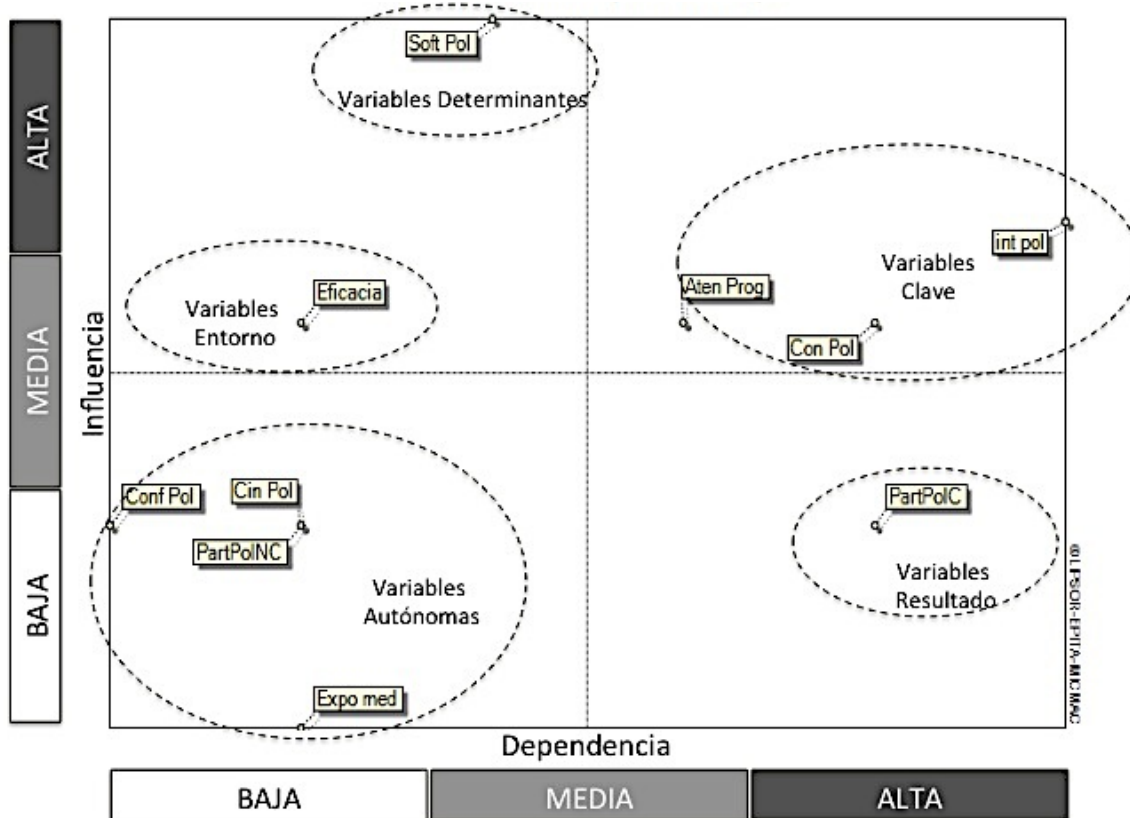 ALTA
MEDIA
BAJA
Influencia
Soft Pol
Variables Determinantes
int pol
Variables
Clave
Aten Prog
Con Pol
Eficacia
Variables
Entorno
Conf Pol
Cin Pol
PartPolNC
Variables
Autónomas
Expo med
PartPolC
Variables
Resultado
©LIPSOR-EPITA-MICMAC
Dependencia
BAJA
MEDIA
ALTA